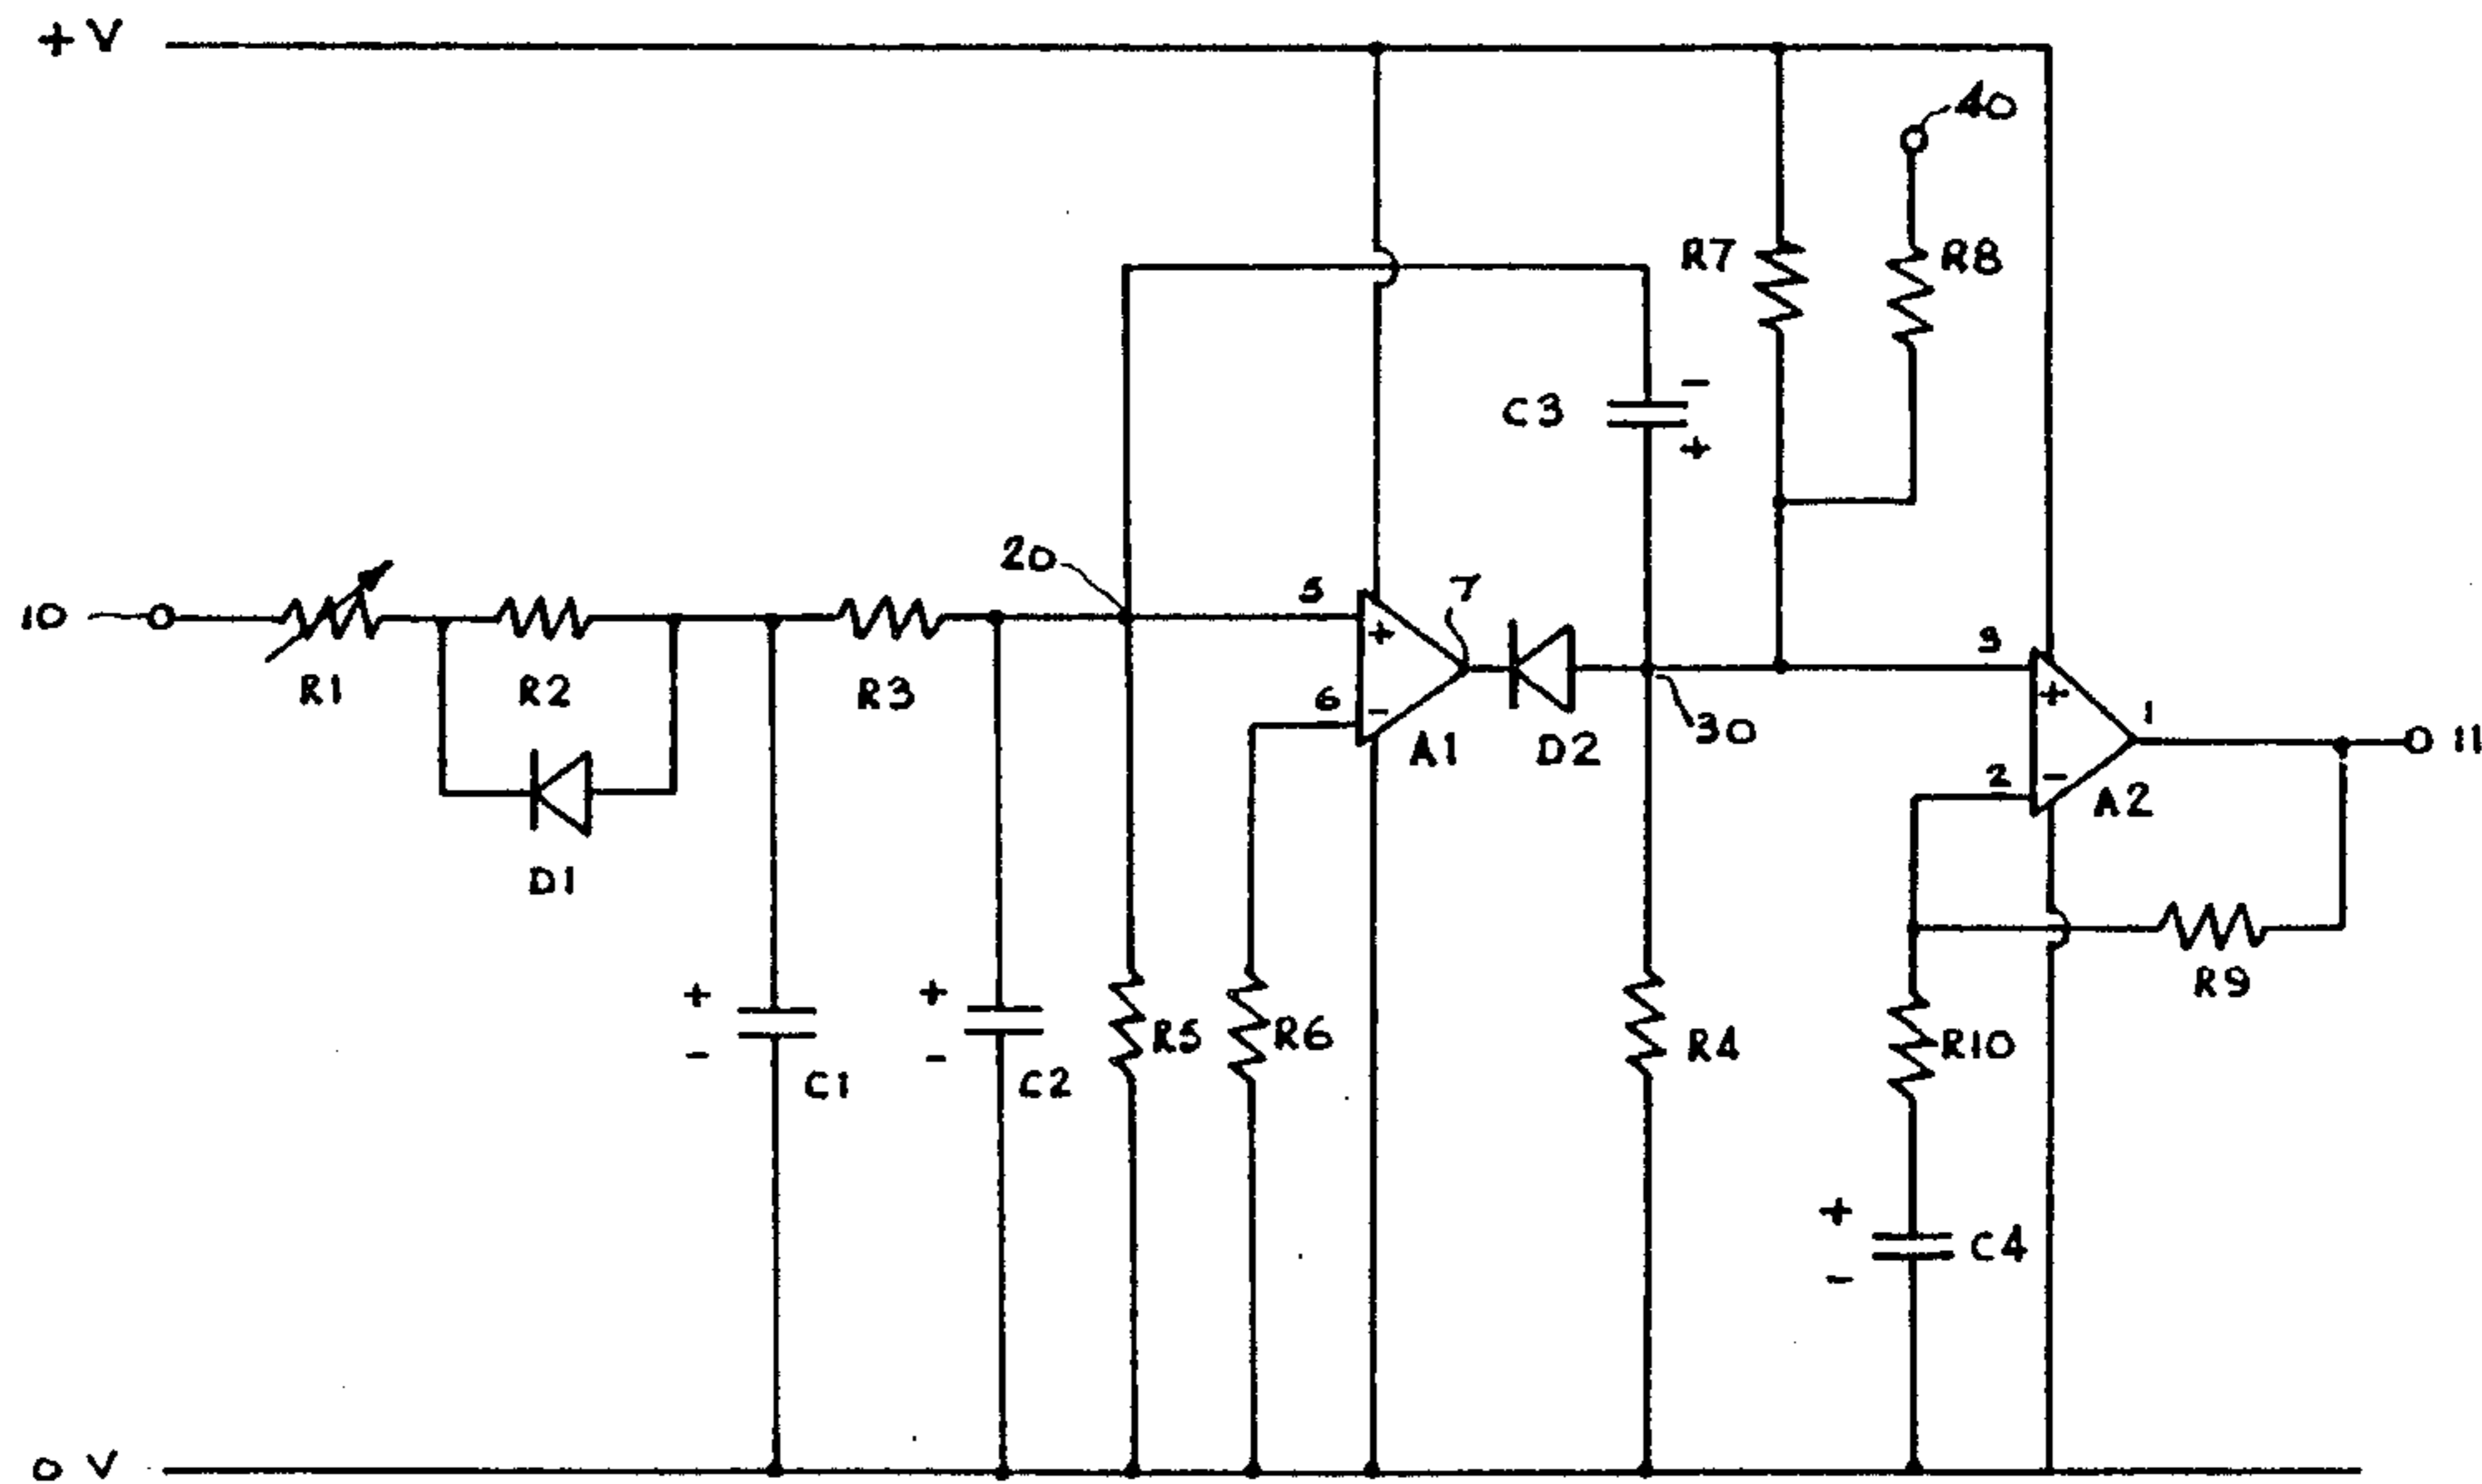 +V
40
R7
R8
C3
-
+
20
5
7
10
+
3
R1
R2
R3
6
-
A1
D2
30
+
1
11
2
-
A2
D1
R9
+
-
C1
+
-
C2
R5
R6
R4
R10
+
-
C4
0 V